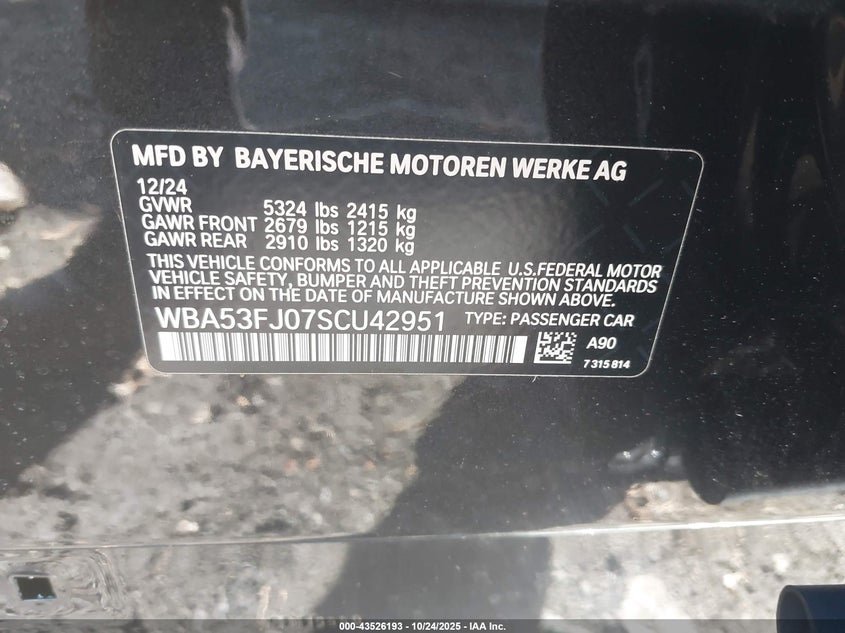 MFD BY BAYERISCHE MOTOREN WERKE AG
12/24
GVWR 5324 lbs 2415 kg
GAWR FRONT 2679 lbs 1215 kg
GAWR REAR 2910 lbs 1320 kg
THIS VEHICLE CONFORMS TO ALL APPLICABLE U.S.FEDERAL MOTOR
VEHICLE SAFETY, BUMPER AND THEFT PREVENTION STANDARDS
IN EFFECT ON THE DATE OF MANUFACTURE SHOWN ABOVE.
WBA53FJ07SCU42951 TYPE: PASSENGER CAR
A90
7 315 814
000-43526193 - 10/24/2025 - IAA Inc.